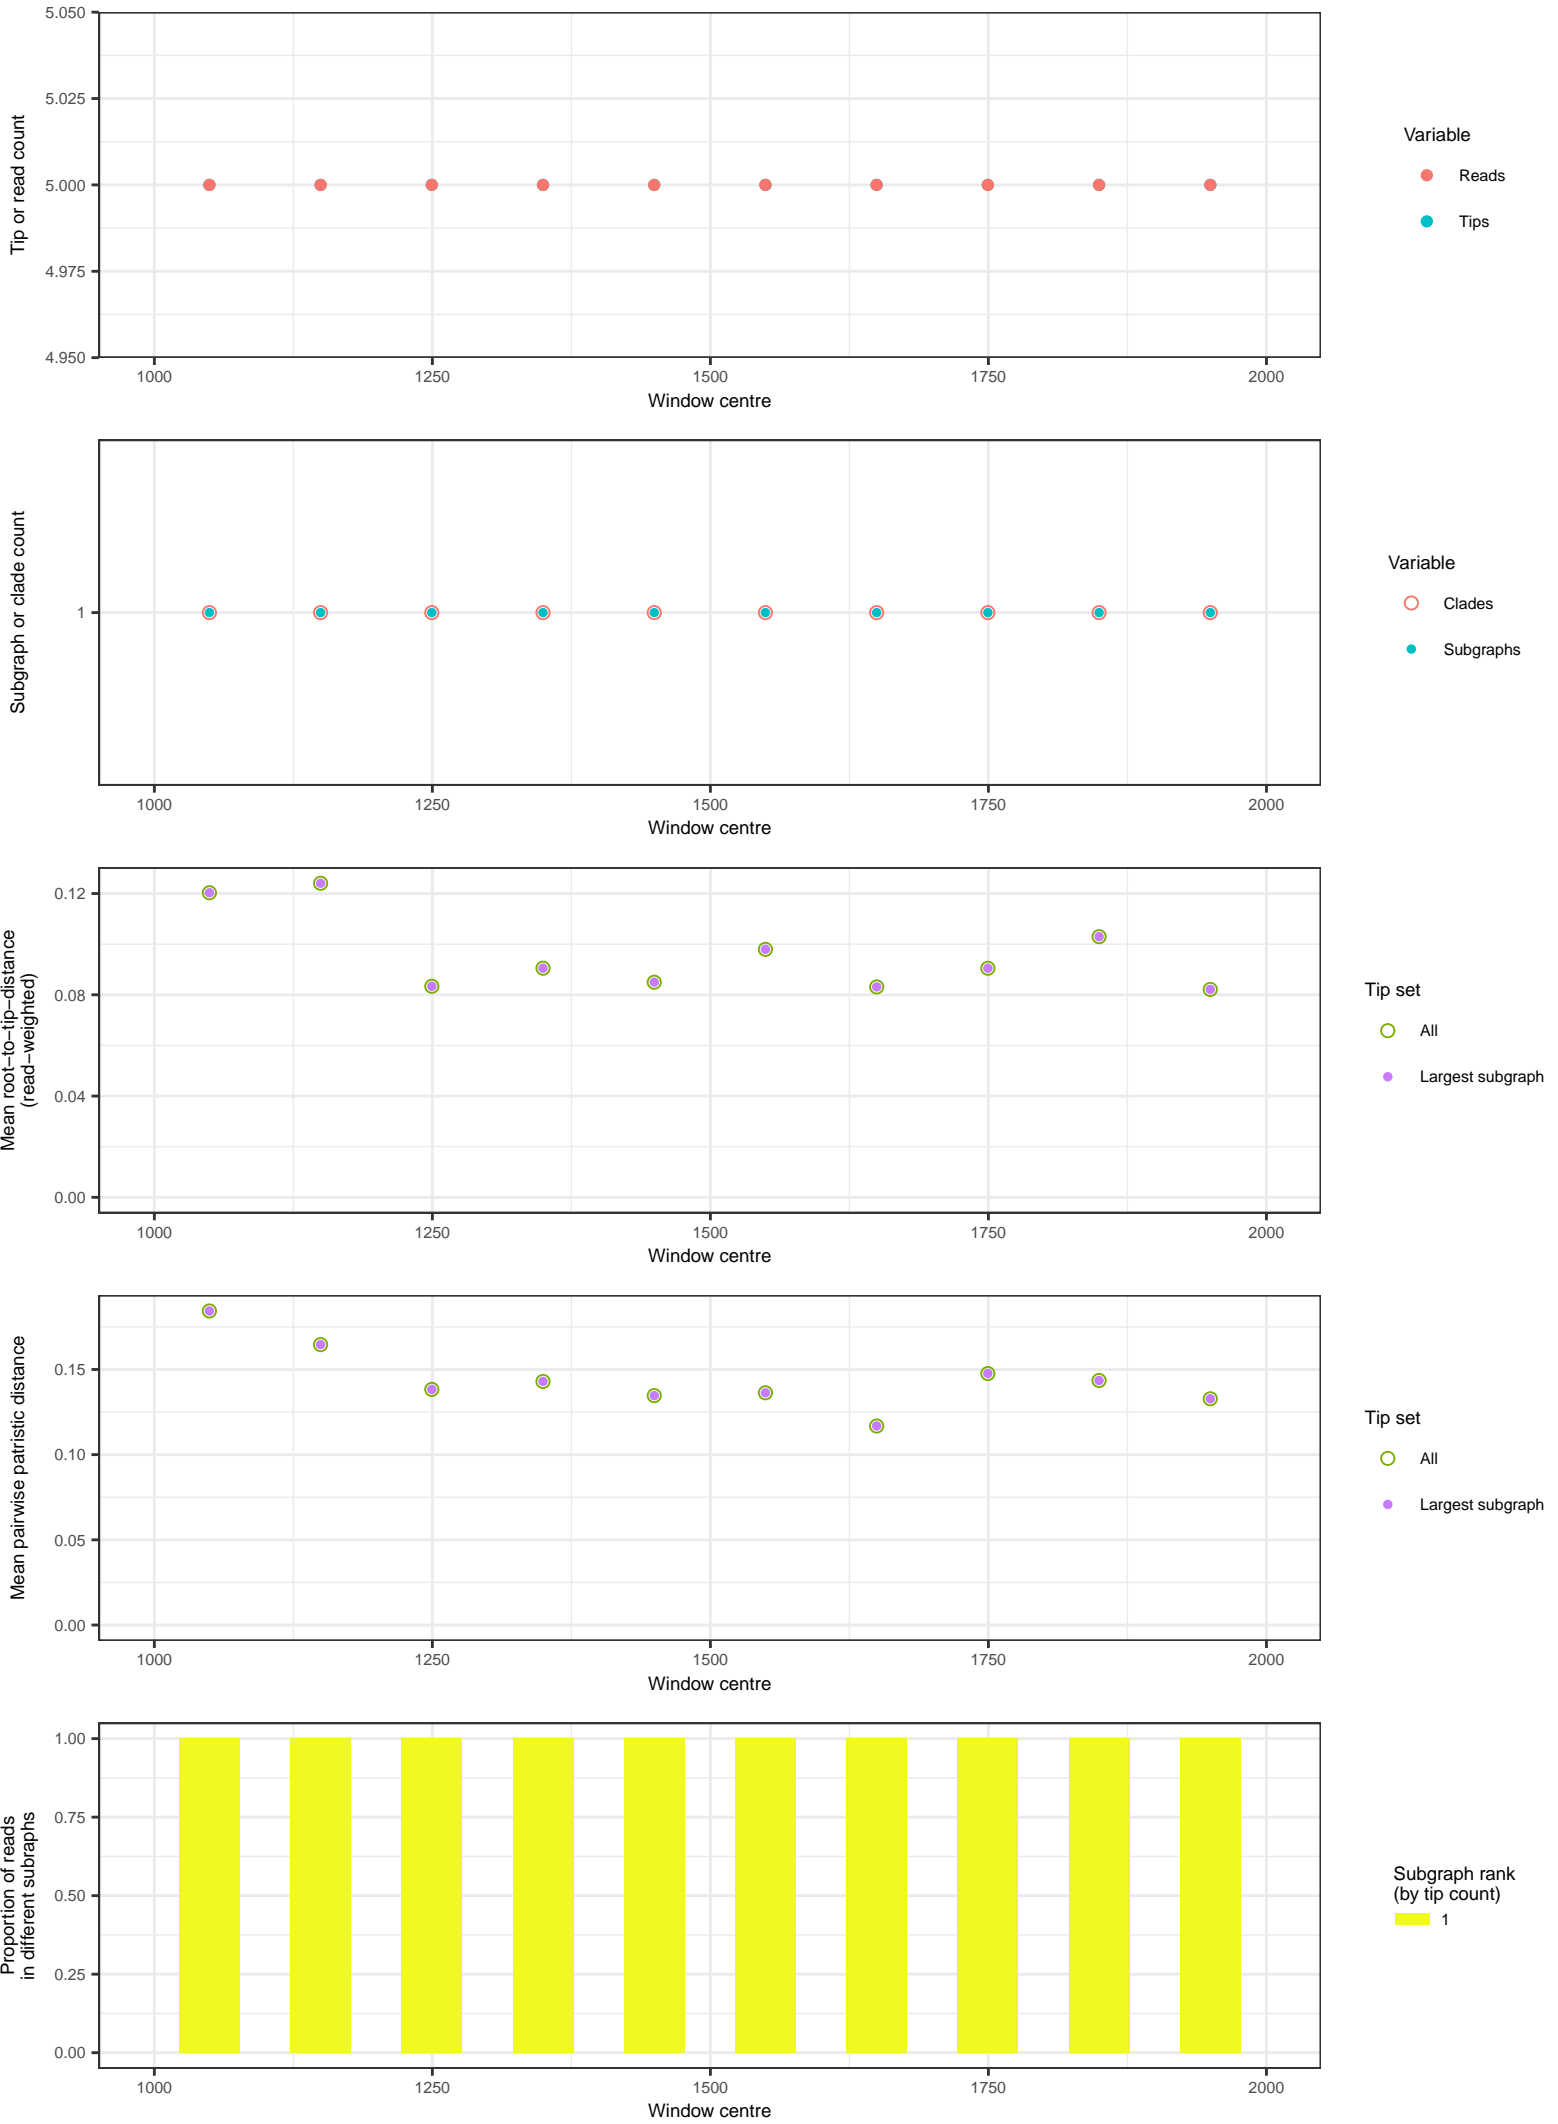 5.050
5.025
5.000
4.975
4.950
Tip or read count
1000 1250 1500 1750 2000
Window centre
Variable
Reads
Tips
1
Subgraph or clade count
1000 1250 1500 1750 2000
Window centre
Variable
Clades
Subgraphs
0.12
0.08
0.04
0.00
Mean root−to−tip−distance
(read−weighted)
1000 1250 1500 1750 2000
Window centre
Tip set
All
Largest subgraph
0.15
0.10
0.05
0.00
Mean pairwise patristic distance
1000 1250 1500 1750 2000
Window centre
Tip set
All
Largest subgraph
1.00
0.75
0.50
0.25
0.00
Proportion of reads
in different subraphs
1000 1250 1500 1750 2000
Window centre
Subgraph rank
(by tip count)
1